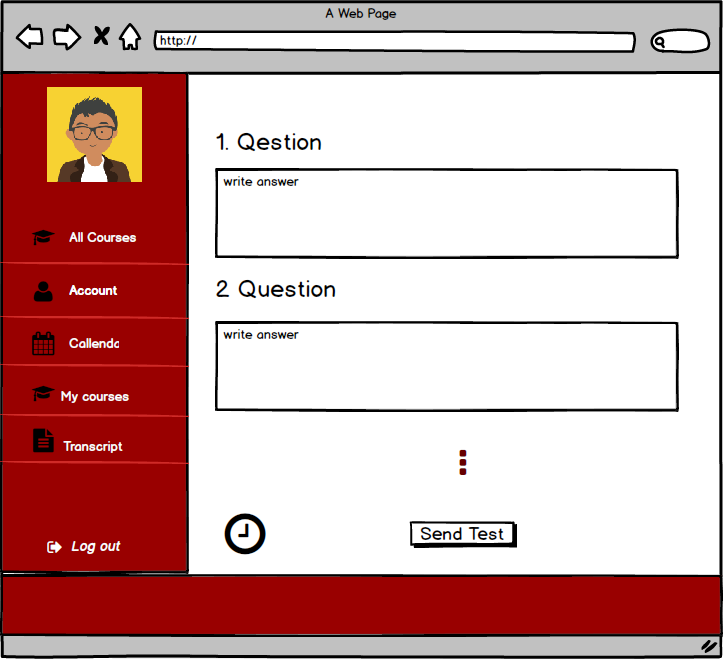 A Web Page
http://
All Courses
Account
Callenda
My courses
Transcript
Log out
1. Qestion
write answer
2. Question
write answer
Send Test